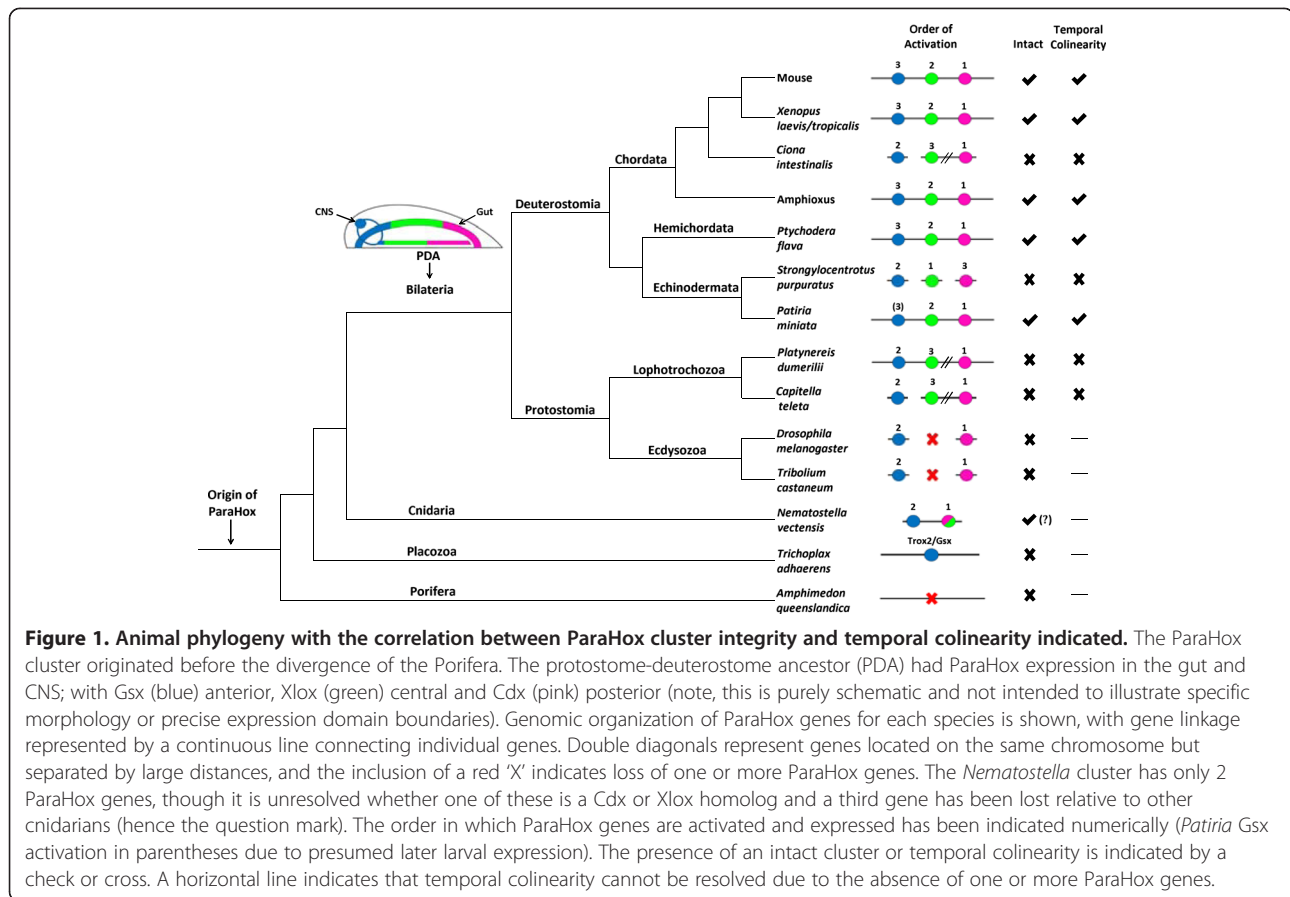 Order of Activation Intact Temporal Colinearity
3 2 1
Mouse
3 2 1
Xenopus laevis/tropicalis
2 3 1
Ciona intestinalis
Chordata
3 2 1
Amphioxus
Deuterostomia
CNS
Gut
PDA
Bilateria
Hemichordata
3 2 1
Ptychodera flava
2 1 3
Strongylocentrotus purpuratus
Echinodermata
(3) 2 1
Patiria miniata
2 3 1
Platynereis dumerilii
Lophotrochozoa
2 3 1
Capitella teleta
Protostomia
2 1
Drosophila melanogaster
Ecdysozoa
2 1
Tribolium castaneum
Origin of ParaHox
Cnidaria
2 1
Nematostella vectensis
(?)
Trox2/Gsx
Placozoa
Trichoplax adhaerens
Porifera
Amphimedon queenslandica
Figure 1. Animal phylogeny with the correlation between ParaHox cluster integrity and temporal colinearity indicated. The ParaHox
cluster originated before the divergence of the Porifera. The protostome-deuterostome ancestor (PDA) had ParaHox expression in the gut and
CNS; with Gsx (blue) anterior, Xlox (green) central and Cdx (pink) posterior (note, this is purely schematic and not intended to illustrate specific
morphology or precise expression domain boundaries). Genomic organization of ParaHox genes for each species is shown, with gene linkage
represented by a continuous line connecting individual genes. Double diagonals represent genes located on the same chromosome but
separated by large distances, and the inclusion of a red 'X' indicates loss of one or more ParaHox genes. The Nematostella cluster has only 2
ParaHox genes, though it is unresolved whether one of these is a Cdx or Xlox homolog and a third gene has been lost relative to other
cnidarians (hence the question mark). The order in which ParaHox genes are activated and expressed has been indicated numerically (Patiria Gsx
activation in parentheses due to presumed later larval expression). The presence of an intact cluster or temporal colinearity is indicated by a
check or cross. A horizontal line indicates that temporal colinearity cannot be resolved due to the absence of one or more ParaHox genes.